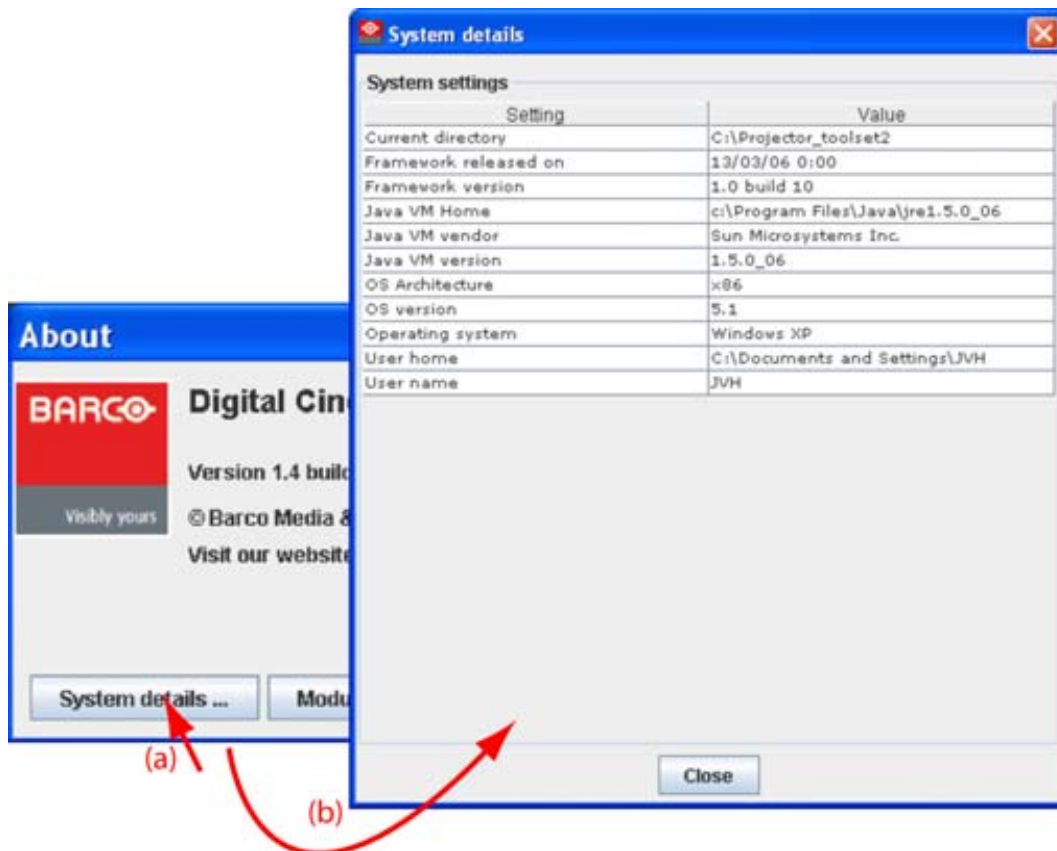 System details
System settings
Setting Value
Current directory C:\Projector_toolset2
Framework released on 13/03/06 0:00
Framework version 1.0 build 10
Java VM Home c:\Program Files\Java\jre1.5.0_06
Java VM vendor Sun Microsystems Inc.
Java VM version 1.5.0_06
OS Architecture x86
OS version 5.1
Operating system Windows XP
User home C:\Documents and Settings\JVH
User name JVH
Close
About
BARCO
Visibly yours
Digital Cin
Version 1.4 build
© Barco Media &
Visit our website
System details ...
Modu
(a)
(b)